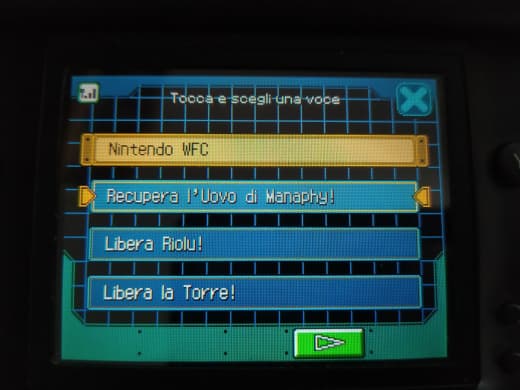 Tocca e scegli una voce
Nintendo WFC
Recupera l'Uovo di Manaphy!
Libera Riolu!
Libera la Torre!